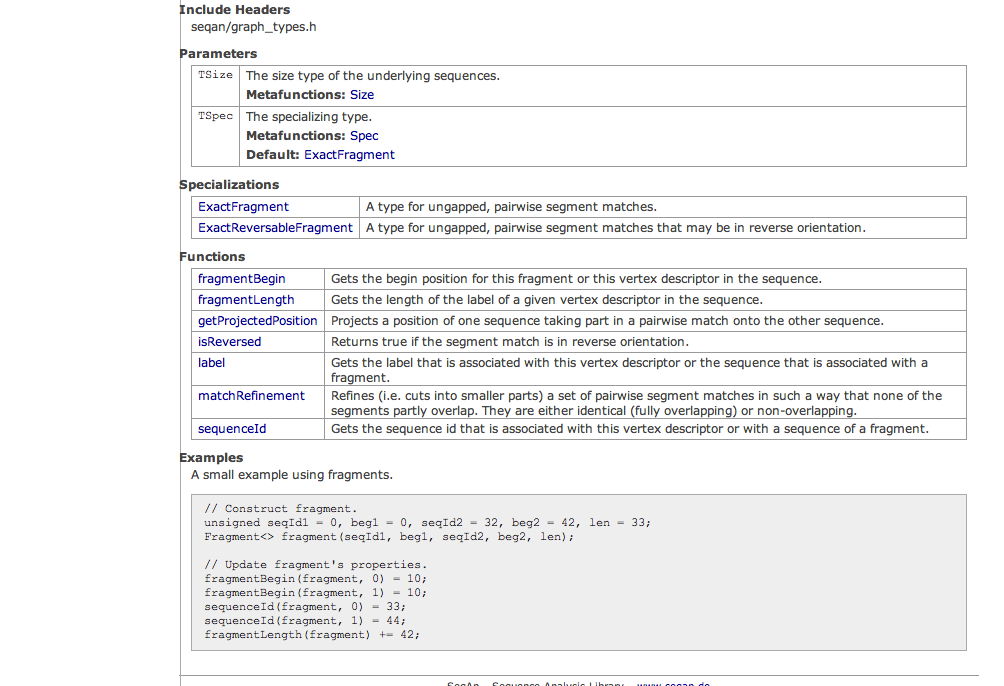 Include Headers
seqan/graph_types.h
Parameters
TSize The size type of the underlying sequences.
Metafunctions: Size
TSpec The specializing type.
Metafunctions: Spec
Default: ExactFragment
Specializations
ExactFragment A type for ungapped, pairwise segment matches.
ExactReversableFragment A type for ungapped, pairwise segment matches that may be in reverse orientation.
Functions
fragmentBegin Gets the begin position for this fragment or this vertex descriptor in the sequence.
fragmentLength Gets the length of the label of a given vertex descriptor in the sequence.
getProjectedPosition Projects a position of one sequence taking part in a pairwise match onto the other sequence.
isReversed Returns true if the segment match is in reverse orientation.
label Gets the label that is associated with this vertex descriptor or the sequence that is associated with a
fragment.
matchRefinement Refines (i.e. cuts into smaller parts) a set of pairwise segment matches in such a way that none of the
segments partly overlap. They are either identical (fully overlapping) or non-overlapping.
sequenceId Gets the sequence id that is associated with this vertex descriptor or with a sequence of a fragment.
Examples
A small example using fragments.
// Construct fragment.
unsigned seqId1 = 0, beg1 = 0, seqId2 = 32, beg2 = 42, len = 33;
Fragment<> fragment(seqId1, beg1, seqId2, beg2, len);
// Update fragment's properties.
fragmentBegin(fragment, 0) = 10;
fragmentBegin(fragment, 1) = 10;
sequenceId(fragment, 0) = 33;
sequenceId(fragment, 1) = 44;
fragmentLength(fragment) += 42;
SeqAn - Sequence Analysis Library - www.seqan.de